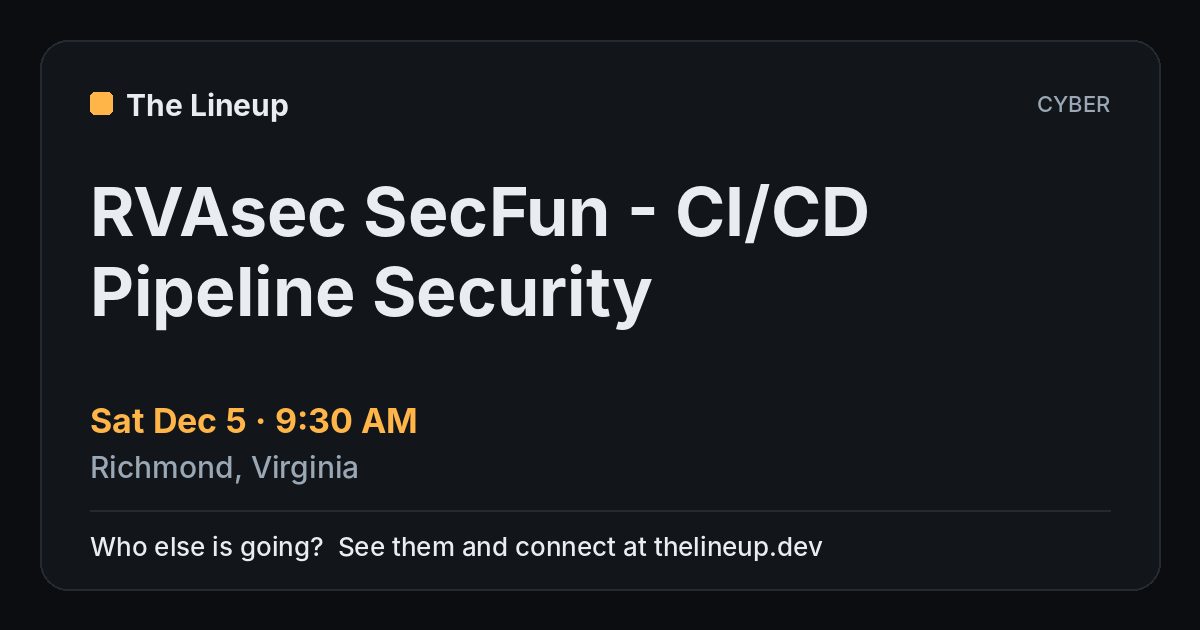 The Lineup
CYBER
RVAsec SecFun - CI/CD
Pipeline Security
Sat Dec 5 · 9:30 AM
Richmond, Virginia
Who else is going? See them and connect at thelineup.dev